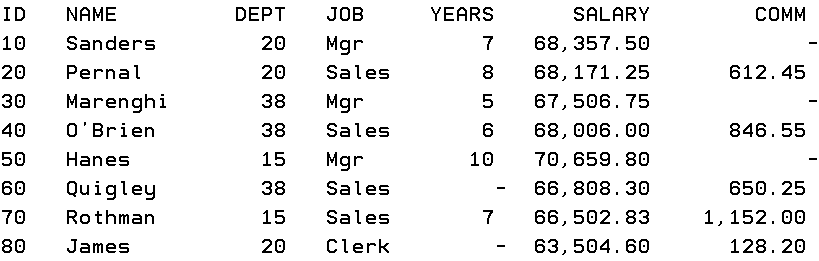 ID   NAME         DEPT   JOB     YEARS      SALARY        COMM
10   Sanders        20   Mgr         7   68,357.50           -
20   Pernal         20   Sales       8   68,171.25      612.45
30   Marenghi       38   Mgr         5   67,506.75           -
40   O'Brien        38   Sales       6   68,006.00      846.55
50   Hanes          15   Mgr        10   70,659.80           -
60   Quigley        38   Sales       -   66,808.30      650.25
70   Rothman        15   Sales       7   66,502.83    1,152.00
80   James          20   Clerk       -   63,504.60      128.20